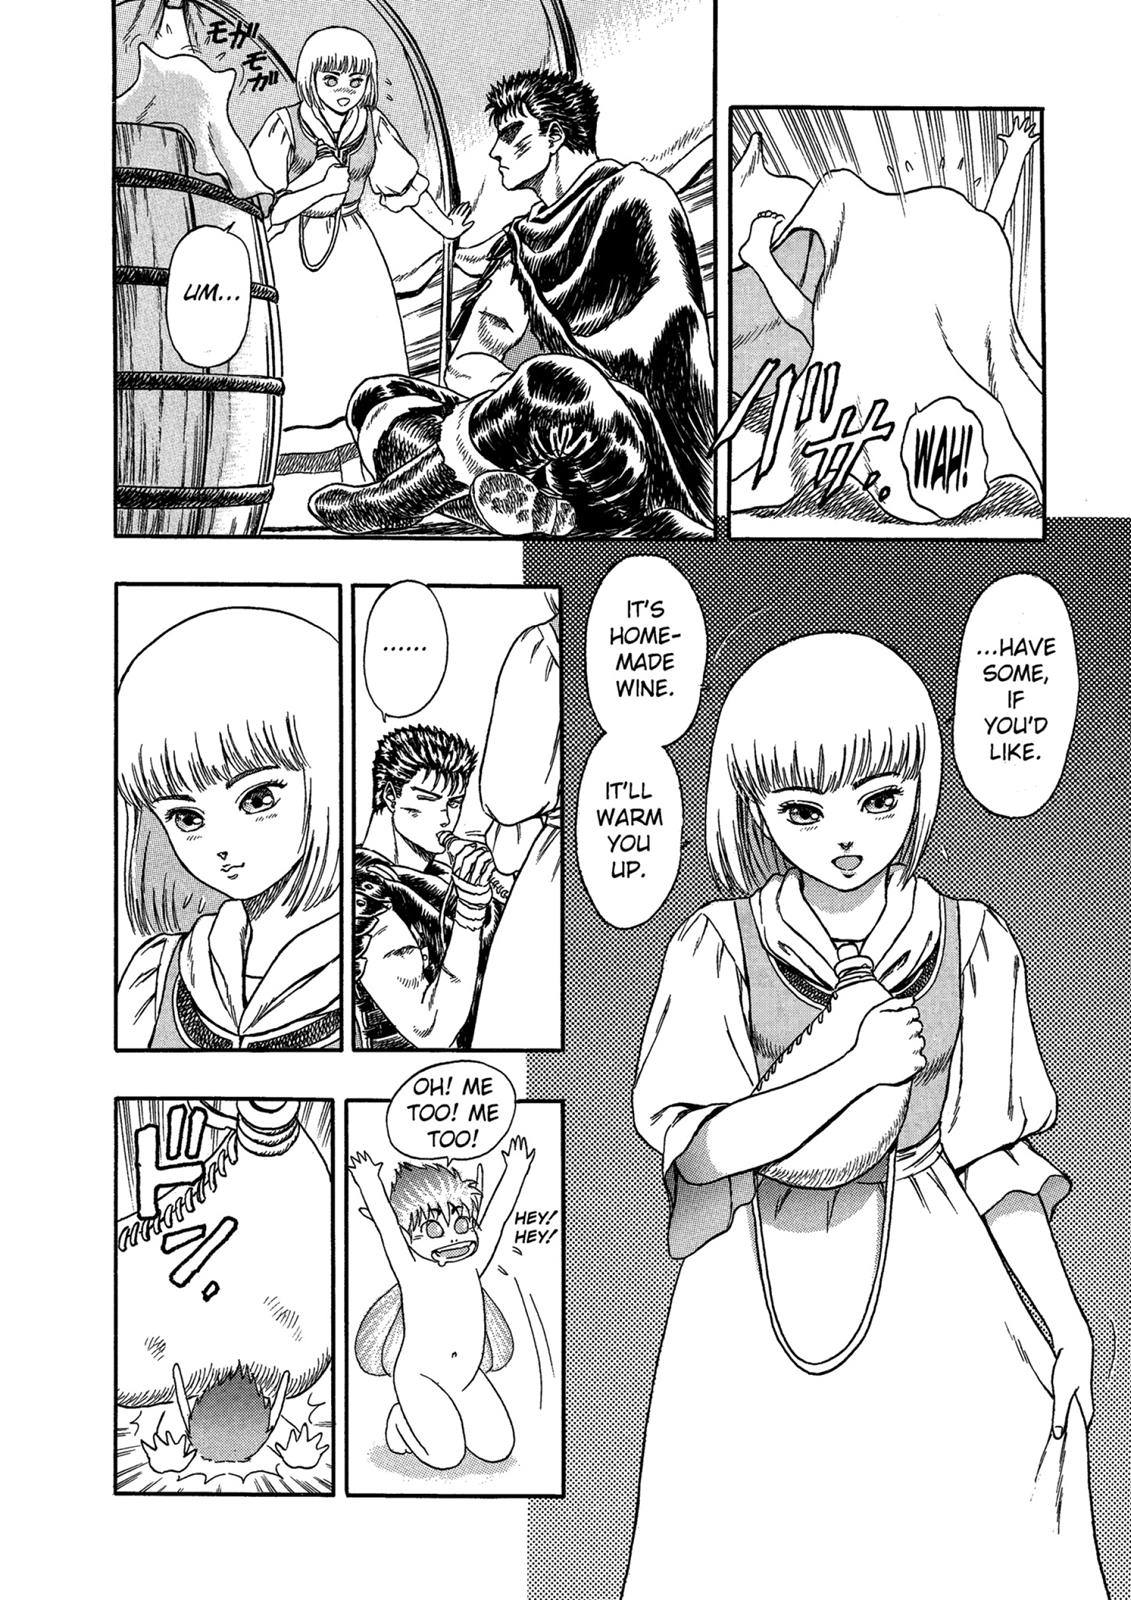 バサ
WAH!
モガ
モガ
UM...
...HAVE
SOME,
IF
YOU'D
LIKE.
IT'S
HOME-
MADE
WINE.
IT'LL
WARM
YOU
UP.
......
OH! ME
TOO! ME
TOO!
HEY!
HEY!
ドシ